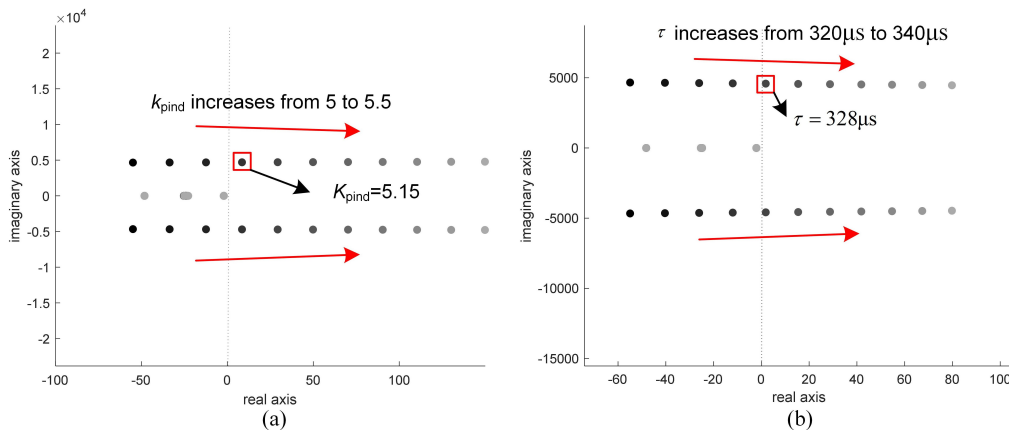 ×10⁴
2
1.5
1
0.5
0
-0.5
-1
-1.5
-2
imaginary axis
k_pind increases from 5 to 5.5
K_pind=5.15
-100 -50 0 50 100
real axis
(a)
τ increases from 320μs to 340μs
τ = 328μs
5000
0
-5000
-10000
-15000
imaginary axis
-60 -40 -20 0 20 40 60 80 100
real axis
(b)